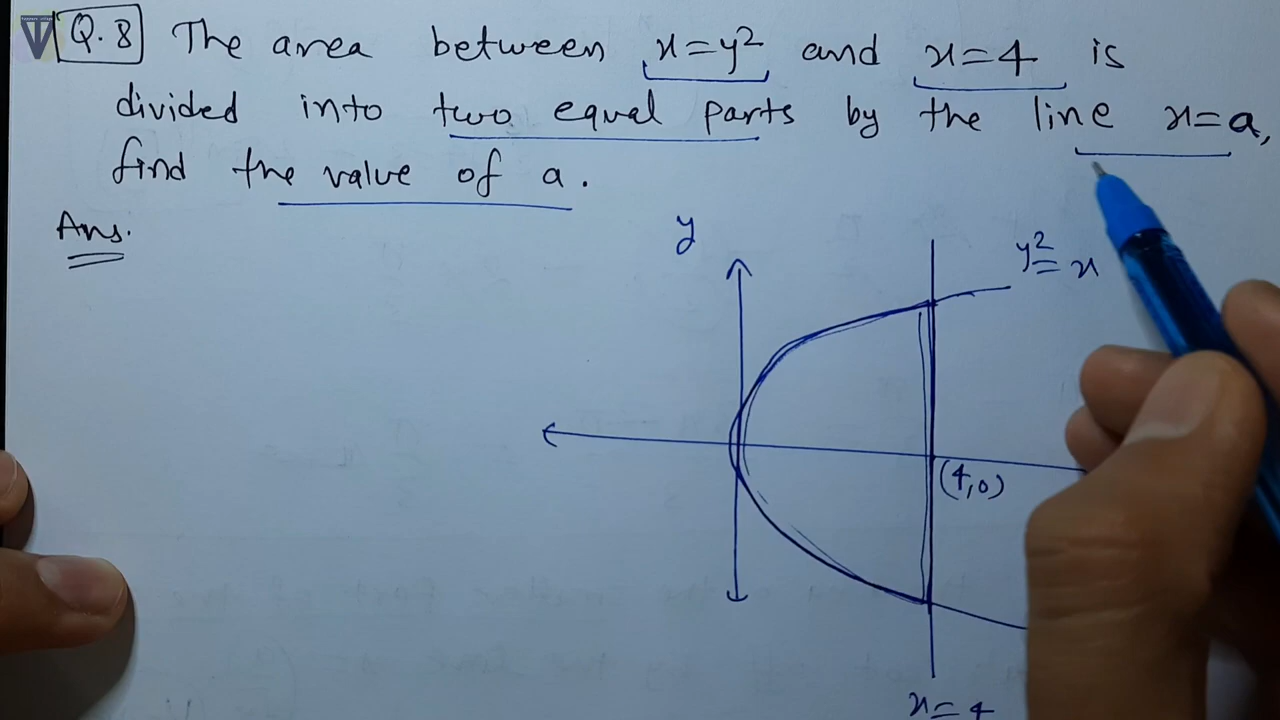 Q.8 The area between x=y² and x=4 is
divided into two equal parts by the line x=a,
find the value of a.
Ans.
y
y²=x
(4,0)
x=4